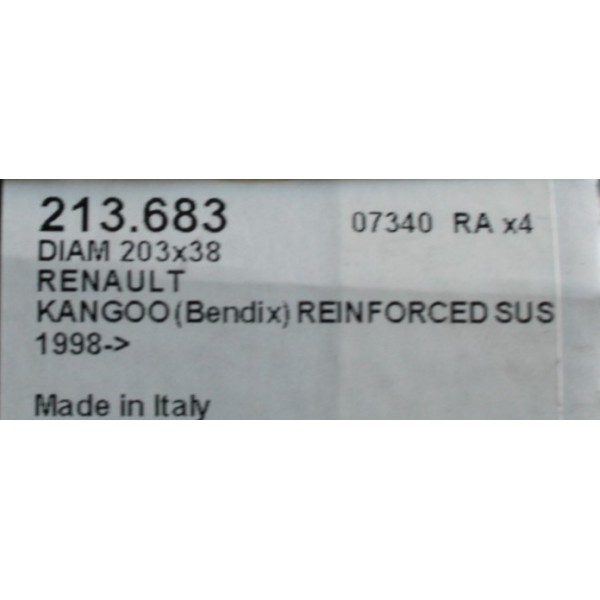 213.683 07340 RA x4
DIAM 203x38
RENAULT
KANGOO (Bendix) REINFORCED SUS
1998->
Made in Italy